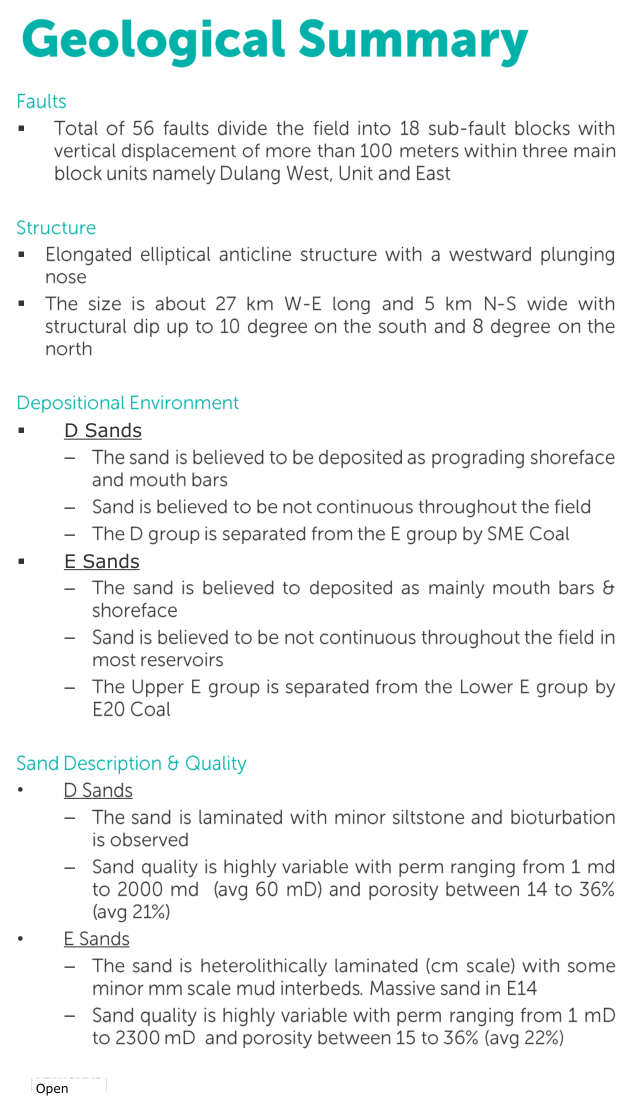 Geological Summary
Faults
▪ Total of 56 faults divide the field into 18 sub-fault blocks with
vertical displacement of more than 100 meters within three main
block units namely Dulang West, Unit and East
Structure
▪ Elongated elliptical anticline structure with a westward plunging
nose
▪ The size is about 27 km W-E long and 5 km N-S wide with
structural dip up to 10 degree on the south and 8 degree on the
north
Depositional Environment
▪ D Sands
– The sand is believed to be deposited as prograding shoreface
and mouth bars
– Sand is believed to be not continuous throughout the field
– The D group is separated from the E group by SME Coal
▪ E Sands
– The sand is believed to deposited as mainly mouth bars &
shoreface
– Sand is believed to be not continuous throughout the field in
most reservoirs
– The Upper E group is separated from the Lower E group by
E20 Coal
Sand Description & Quality
• D Sands
– The sand is laminated with minor siltstone and bioturbation
is observed
– Sand quality is highly variable with perm ranging from 1 md
to 2000 md (avg 60 mD) and porosity between 14 to 36%
(avg 21%)
• E Sands
– The sand is heterolithically laminated (cm scale) with some
minor mm scale mud interbeds. Massive sand in E14
– Sand quality is highly variable with perm ranging from 1 mD
to 2300 mD and porosity between 15 to 36% (avg 22%)
Open